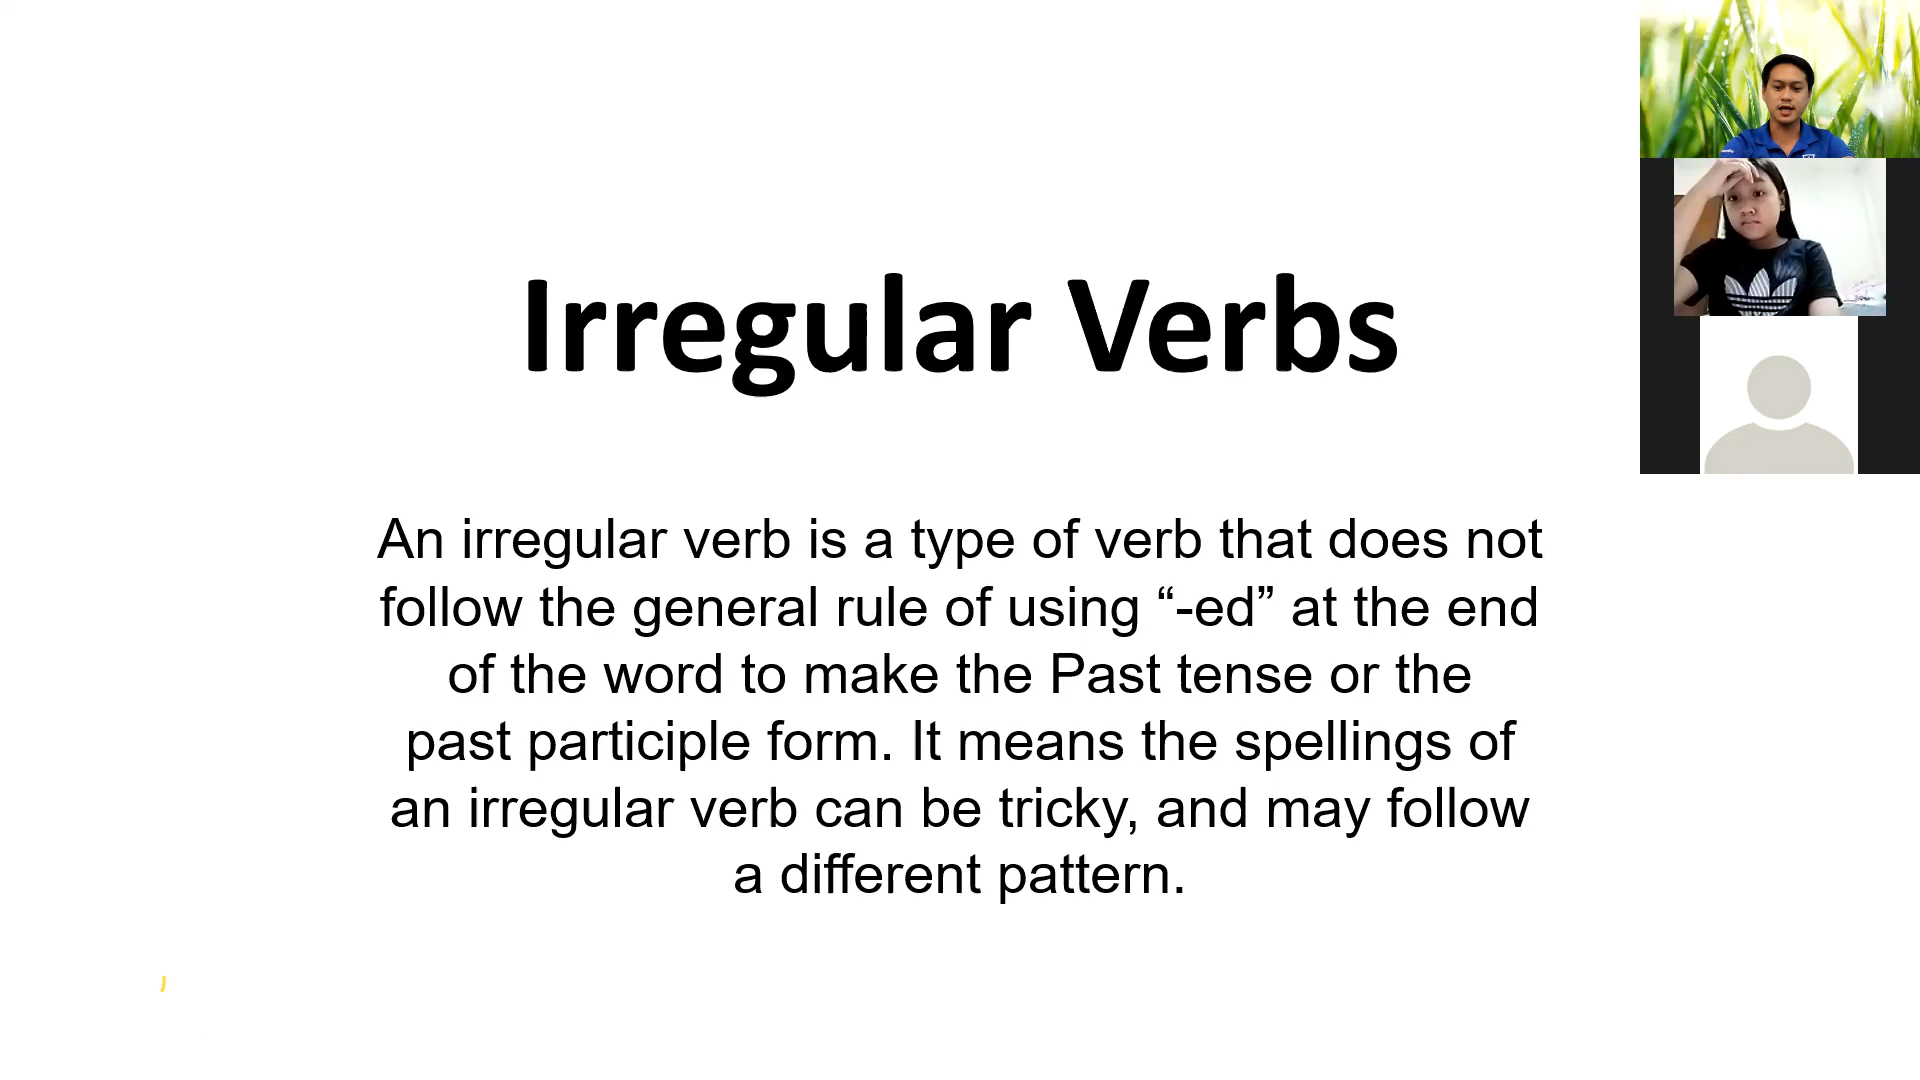 Irregular Verbs
An irregular verb is a type of verb that does not
follow the general rule of using “-ed” at the end
of the word to make the Past tense or the
past participle form. It means the spellings of
an irregular verb can be tricky, and may follow
a different pattern.